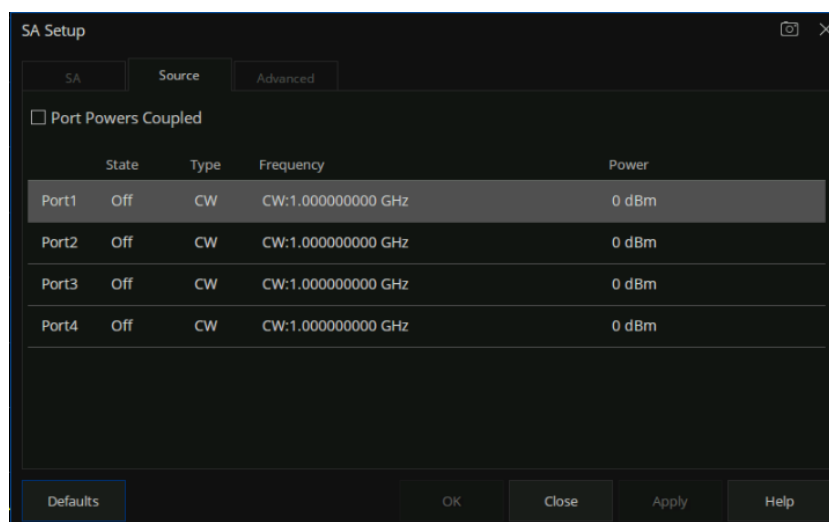 SA Setup
SA Source Advanced
Port Powers Coupled
State Type Frequency Power
Port1 Off CW CW:1.000000000 GHz 0 dBm
Port2 Off CW CW:1.000000000 GHz 0 dBm
Port3 Off CW CW:1.000000000 GHz 0 dBm
Port4 Off CW CW:1.000000000 GHz 0 dBm
Defaults OK Close Apply Help